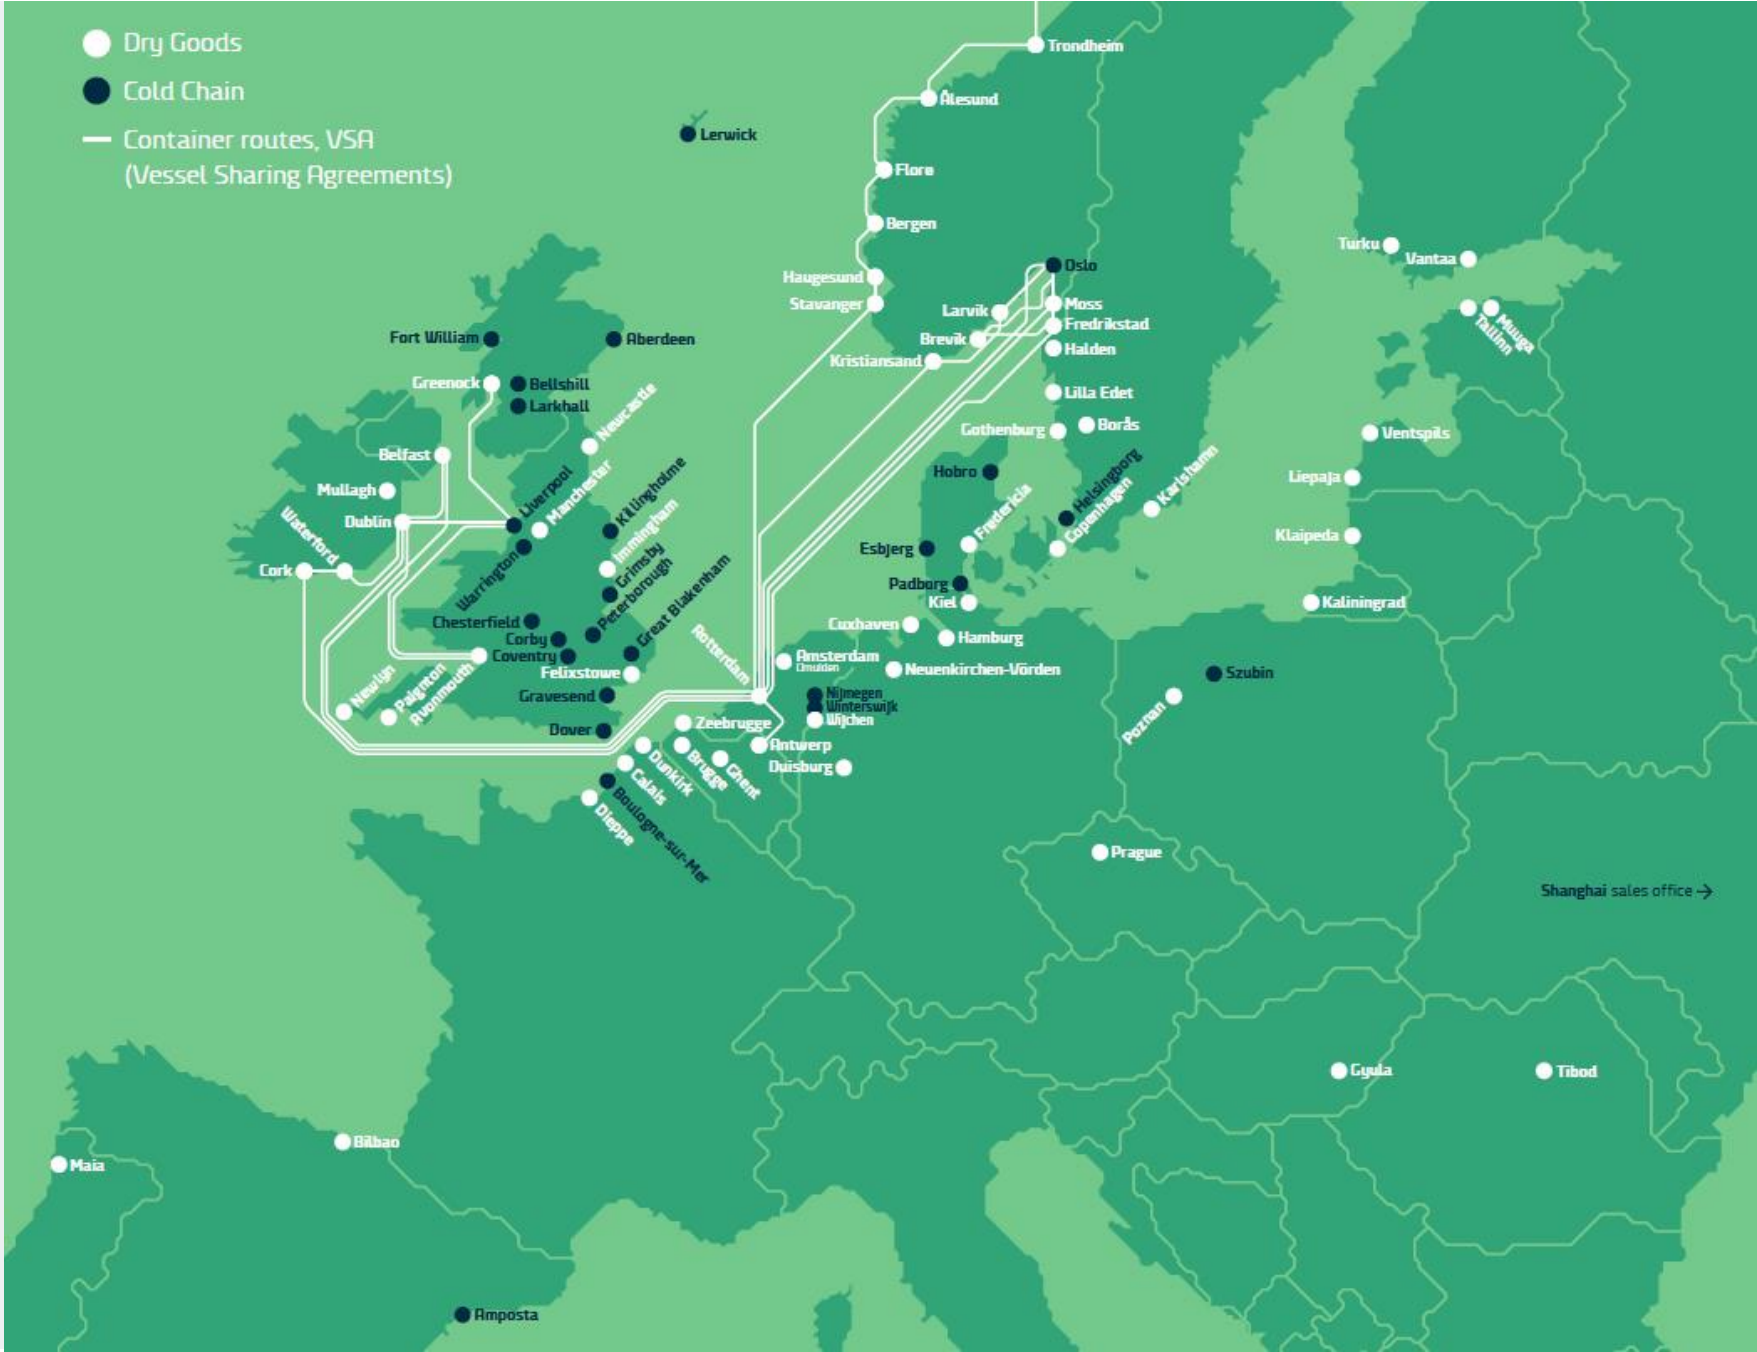 Dry Goods
Cold Chain
Container routes, VSA
(Vessel Sharing Agreements)
Trondheim
Ålesund
Lerwick
Florø
Bergen
Turku
Vantaa
Oslo
Haugesund
Stavanger
Larvik
Moss
Fredrikstad
Tallinn
Muuga
Fort William
Aberdeen
Brevik
Halden
Kristiansand
Greenock
Bellshill
Larkhall
Newcastle
Lilla Edet
Gothenburg
Borås
Ventspils
Belfast
Mullagh
Liverpool
Manchester
Killingholme
Hobro
Helsingborg
Copenhagen
Karlshamn
Liepaja
Waterford
Dublin
Immingham
Fredericia
Klaipeda
Cork
Warrington
Grimsby
Peterborough
Great Blakenham
Esbjerg
Padborg
Kiel
Kaliningrad
Chesterfield
Corby
Coventry
Felixstowe
Gravesend
Dover
Rotterdam
Cuxhaven
Hamburg
Amsterdam
Neuenkirchen-Vörden
Szubin
Newlyn
Paignton
Avonmouth
Nijmegen
Winterswijk
Wijchen
Poznan
Zeebrugge
Antwerp
Duisburg
Dunkirk
Brugge
Ghent
Calais
Boulogne-sur-Mer
Dieppe
Prague
Shanghai sales office →
Gyula
Tibod
Bilbao
Maia
Amposta